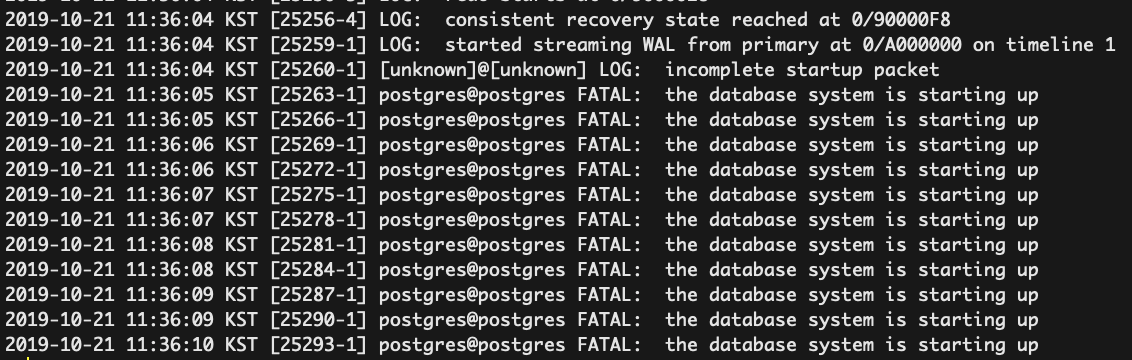 2019-10-21 11:36:04 KST [25256-4] LOG:  consistent recovery state reached at 0/90000F8
2019-10-21 11:36:04 KST [25259-1] LOG:  started streaming WAL from primary at 0/A000000 on timeline 1
2019-10-21 11:36:04 KST [25260-1] [unknown]@[unknown] LOG:  incomplete startup packet
2019-10-21 11:36:05 KST [25263-1] postgres@postgres FATAL:  the database system is starting up
2019-10-21 11:36:05 KST [25266-1] postgres@postgres FATAL:  the database system is starting up
2019-10-21 11:36:06 KST [25269-1] postgres@postgres FATAL:  the database system is starting up
2019-10-21 11:36:06 KST [25272-1] postgres@postgres FATAL:  the database system is starting up
2019-10-21 11:36:07 KST [25275-1] postgres@postgres FATAL:  the database system is starting up
2019-10-21 11:36:07 KST [25278-1] postgres@postgres FATAL:  the database system is starting up
2019-10-21 11:36:08 KST [25281-1] postgres@postgres FATAL:  the database system is starting up
2019-10-21 11:36:08 KST [25284-1] postgres@postgres FATAL:  the database system is starting up
2019-10-21 11:36:09 KST [25287-1] postgres@postgres FATAL:  the database system is starting up
2019-10-21 11:36:09 KST [25290-1] postgres@postgres FATAL:  the database system is starting up
2019-10-21 11:36:10 KST [25293-1] postgres@postgres FATAL:  the database system is starting up